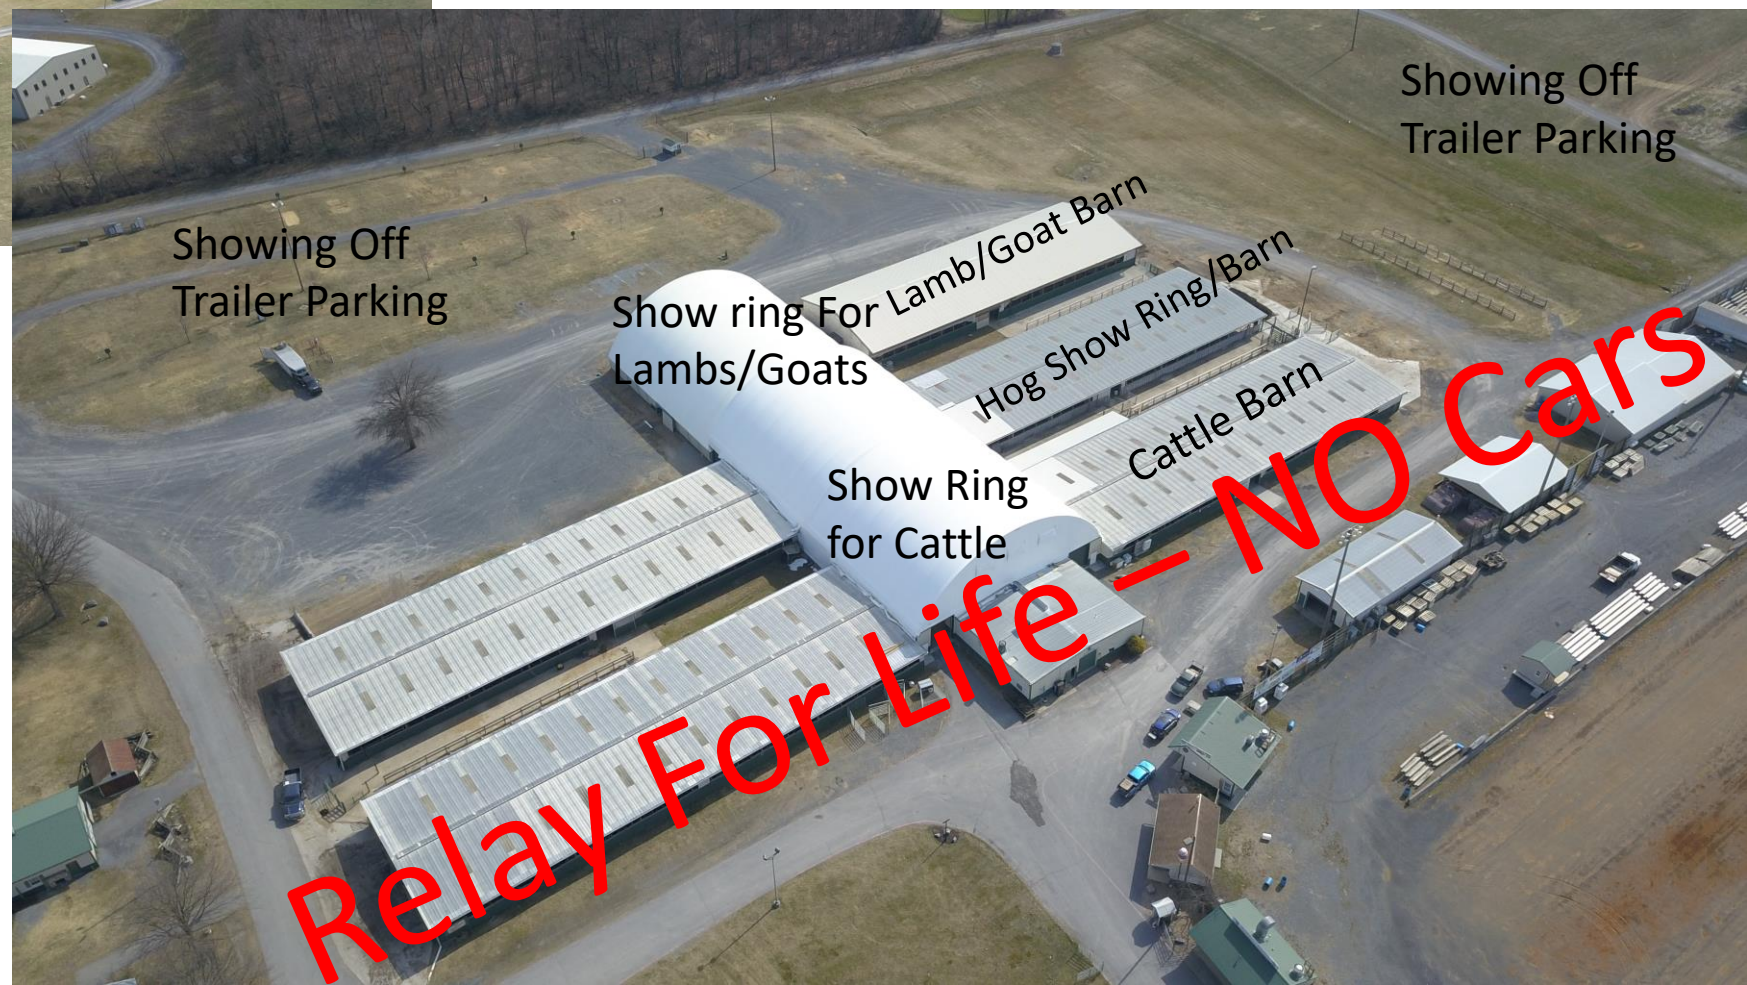 Showing Off
Trailer Parking
Showing Off
Trailer Parking
Lamb/Goat Barn
Show ring For
Lambs/Goats
Hog Show Ring/Barn
Cattle Barn
Show Ring
for Cattle
Relay For Life – NO Cars